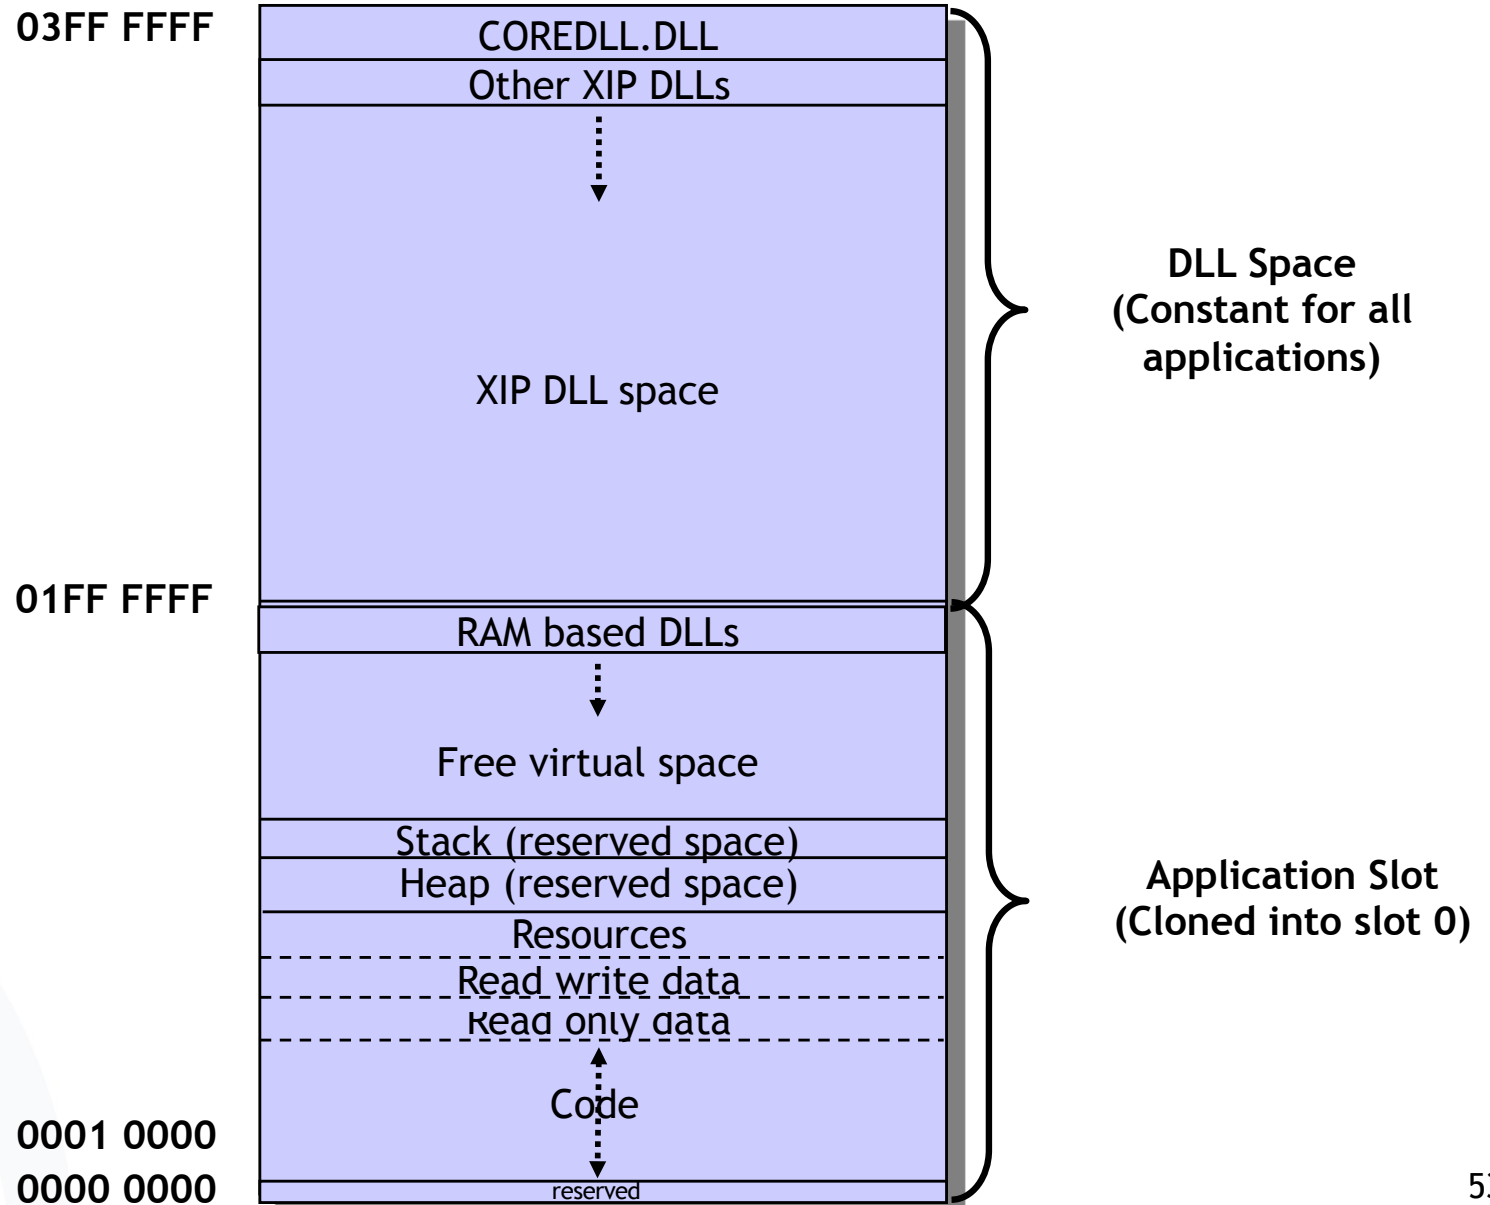 03FF FFFF
COREDLL.DLL
Other XIP DLLs
XIP DLL space
DLL Space
(Constant for all
applications)
01FF FFFF
RAM based DLLs
Free virtual space
Stack (reserved space)
Heap (reserved space)
Resources
Read write data
Read only data
Code
Application Slot
(Cloned into slot 0)
0001 0000
0000 0000
reserved